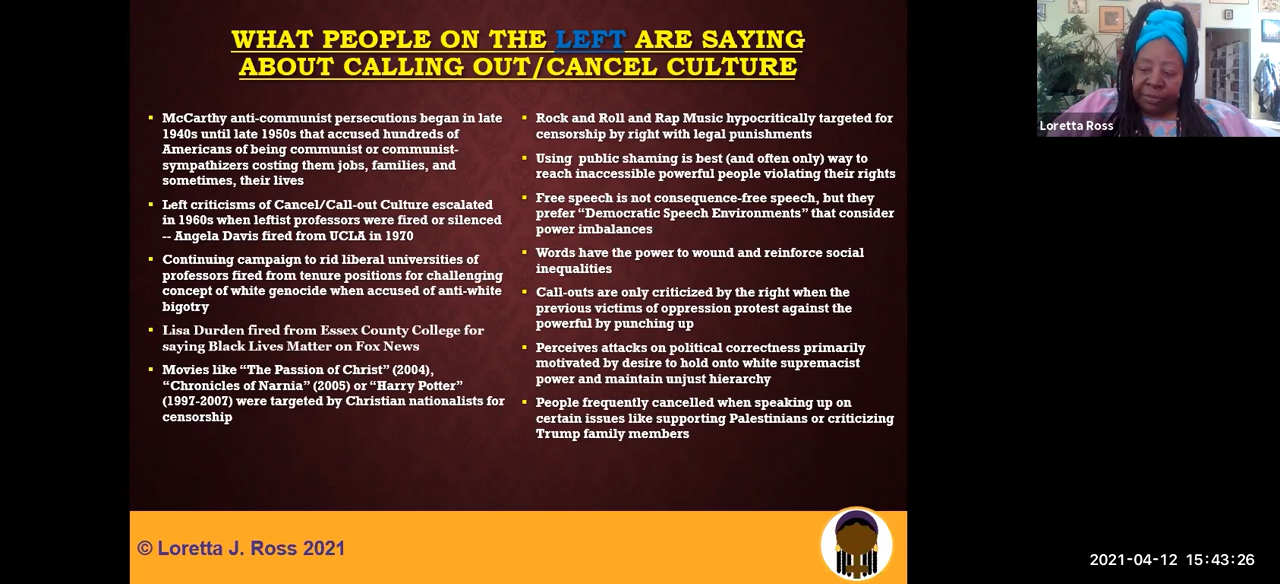 WHAT PEOPLE ON THE LEFT ARE SAYING
ABOUT CALLING OUT/CANCEL CULTURE
McCarthy anti-communist persecutions began in late
1940s until late 1950s that accused hundreds of
Americans of being communist or communist-
sympathizers costing them jobs, families, and
sometimes, their lives
Left criticisms of Cancel/Call-out Culture escalated
in 1960s when leftist professors were fired or silenced
-- Angela Davis fired from UCLA in 1970
Continuing campaign to rid liberal universities of
professors fired from tenure positions for challenging
concept of white genocide when accused of anti-white
bigotry
Lisa Durden fired from Essex County College for
saying Black Lives Matter on Fox News
Movies like “The Passion of Christ” (2004),
“Chronicles of Narnia” (2005) or “Harry Potter”
(1997-2007) were targeted by Christian nationalists for
censorship
Rock and Roll and Rap Music hypocritically targeted for
censorship by right with legal punishments
Using public shaming is best (and often only) way to
reach inaccessible powerful people violating their rights
Free speech is not consequence-free speech, but they
prefer “Democratic Speech Environments” that consider
power imbalances
Words have the power to wound and reinforce social
inequalities
Call-outs are only criticized by the right when the
previous victims of oppression protest against the
powerful by punching up
Perceives attacks on political correctness primarily
motivated by desire to hold onto white supremacist
power and maintain unjust hierarchy
People frequently cancelled when speaking up on
certain issues like supporting Palestinians or criticizing
Trump family members
© Loretta J. Ross 2021
Loretta Ross
2021-04-12 15:43:26